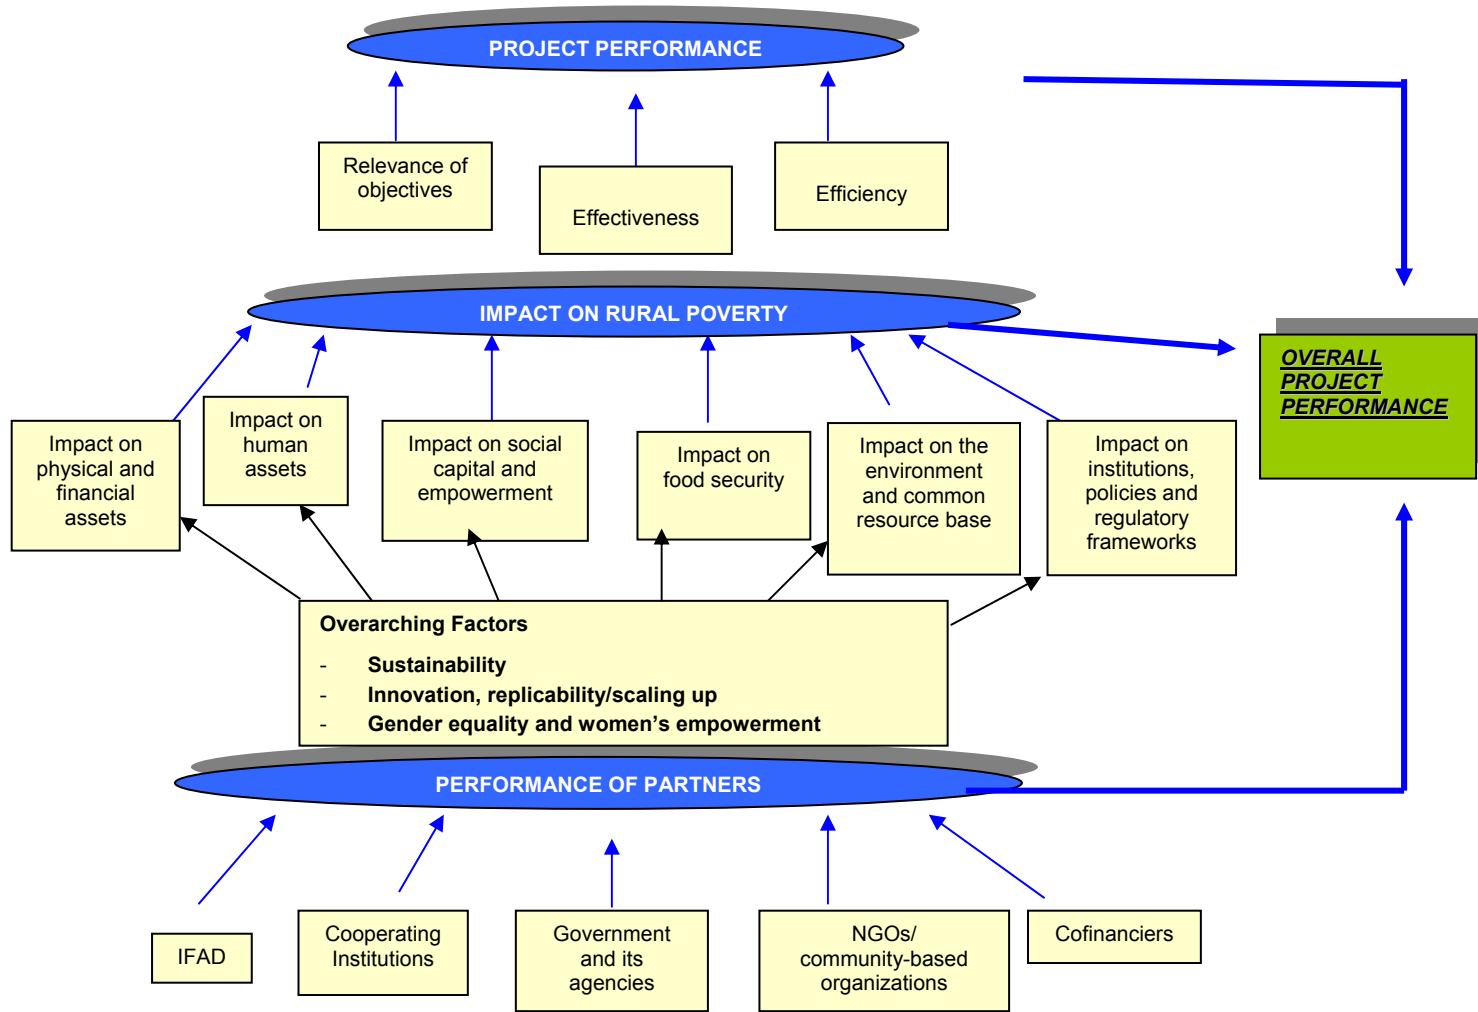 PROJECT PERFORMANCE
Relevance of
objectives
Effectiveness
Efficiency
IMPACT ON RURAL POVERTY
OVERALL
PROJECT
PERFORMANCE
Impact on
physical and
financial
assets
Impact on
human
assets
Impact on social
capital and
empowerment
Impact on
food security
Impact on the
environment
and common
resource base
Impact on
institutions,
policies and
regulatory
frameworks
Overarching Factors
- Sustainability
- Innovation, replicability/scaling up
- Gender equality and women’s empowerment
PERFORMANCE OF PARTNERS
IFAD
Cooperating
Institutions
Government
and its
agencies
NGOs/
community-based
organizations
Cofinanciers